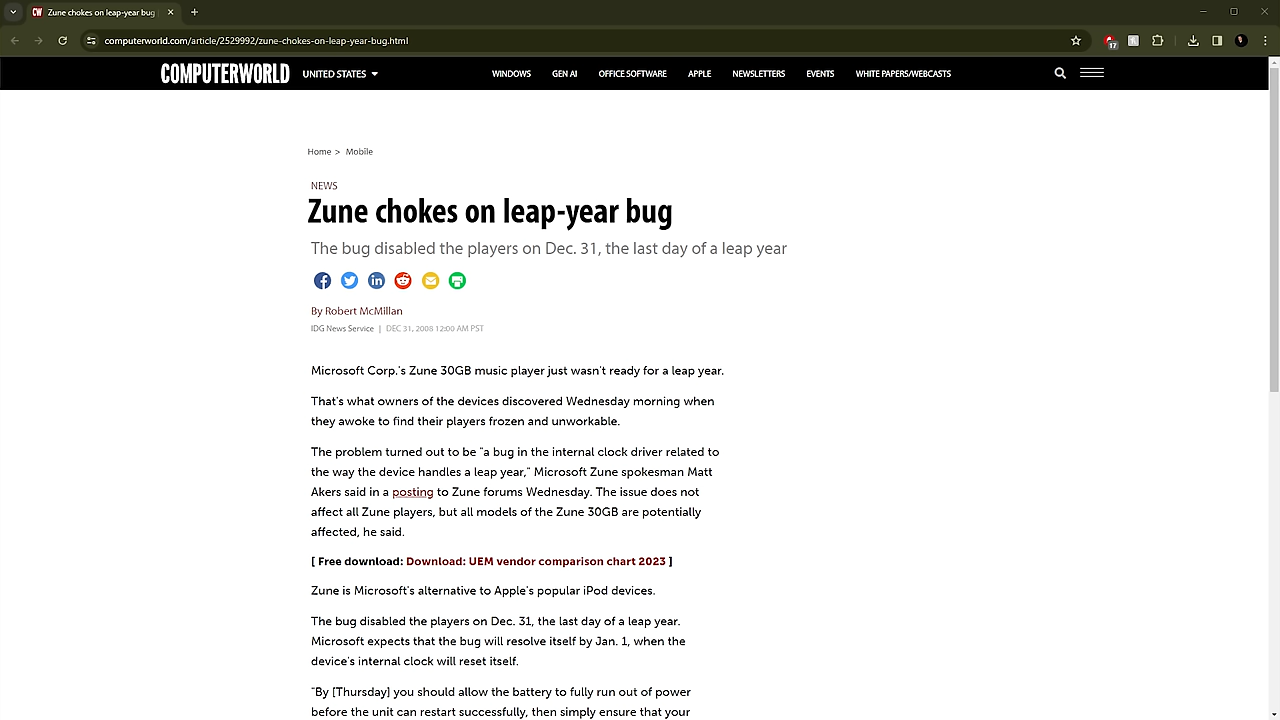 Zune chokes on leap-year bug
computerworld.com/article/2529992/zune-chokes-on-leap-year-bug.html
17
COMPUTERWORLD UNITED STATES WINDOWS GEN AI OFFICE SOFTWARE APPLE NEWSLETTERS EVENTS WHITE PAPERS/WEBCASTS
Home > Mobile
NEWS
Zune chokes on leap-year bug
The bug disabled the players on Dec. 31, the last day of a leap year
By Robert McMillan
IDG News Service | DEC 31, 2008 12:00 AM PST
Microsoft Corp.'s Zune 30GB music player just wasn't ready for a leap year.
That's what owners of the devices discovered Wednesday morning when
they awoke to find their players frozen and unworkable.
The problem turned out to be "a bug in the internal clock driver related to
the way the device handles a leap year," Microsoft Zune spokesman Matt
Akers said in a posting to Zune forums Wednesday. The issue does not
affect all Zune players, but all models of the Zune 30GB are potentially
affected, he said.
[ Free download: Download: UEM vendor comparison chart 2023 ]
Zune is Microsoft's alternative to Apple's popular iPod devices.
The bug disabled the players on Dec. 31, the last day of a leap year.
Microsoft expects that the bug will resolve itself by Jan. 1, when the
device's internal clock will reset itself.
"By [Thursday] you should allow the battery to fully run out of power
before the unit can restart successfully, then simply ensure that your